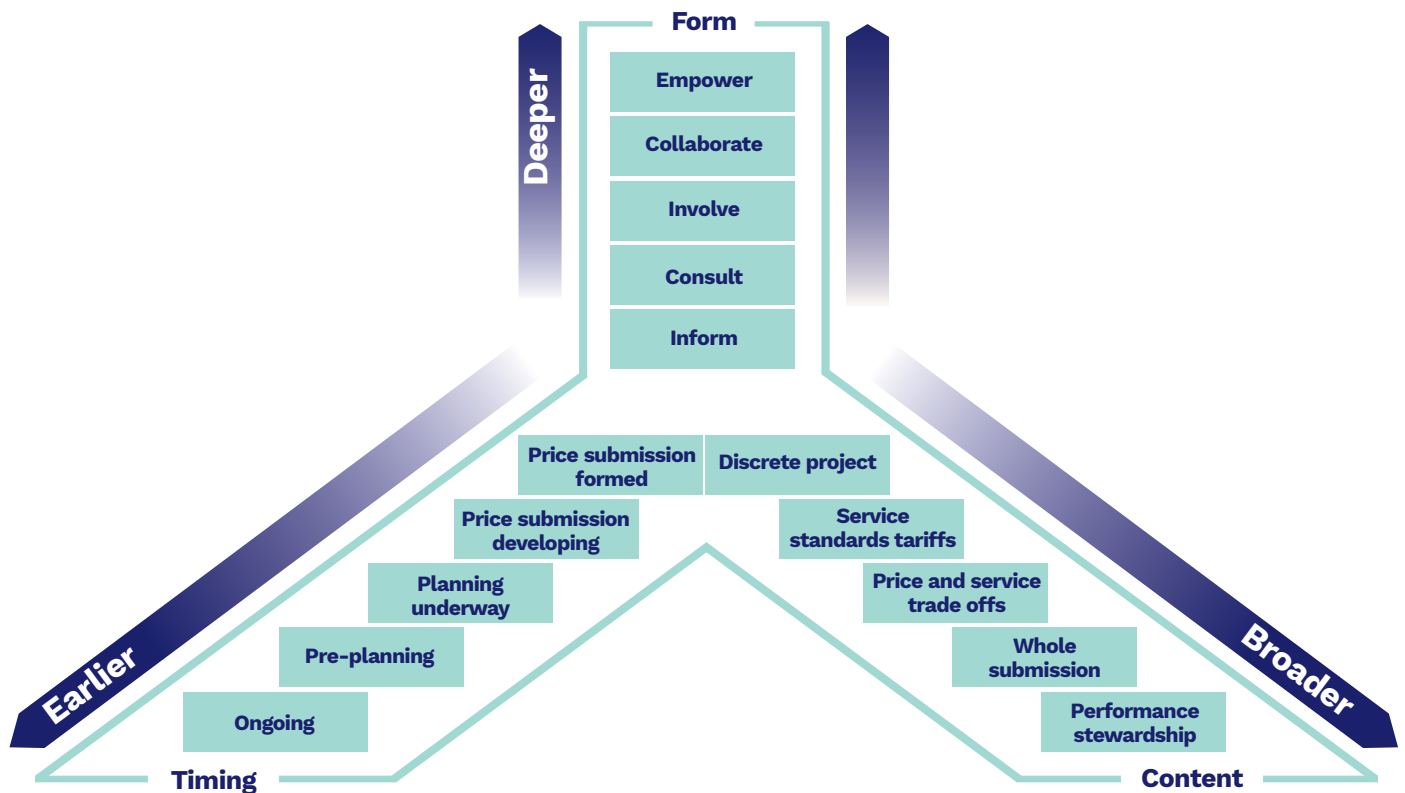 Form
Deeper
Empower
Collaborate
Involve
Consult
Inform
Price submission
formed
Price submission
developing
Planning
underway
Pre-planning
Ongoing
Earlier
Timing
Discrete project
Service
standards tariffs
Price and service
trade offs
Whole
submission
Performance
stewardship
Broader
Content